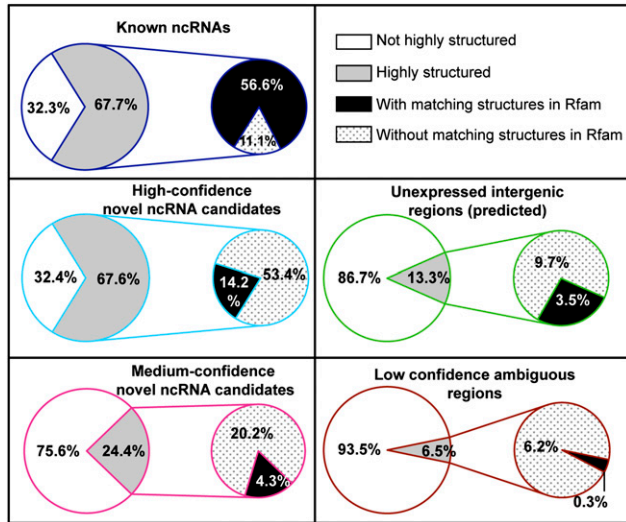 Known ncRNAs
32.3%
67.7%
56.6%
11.1%
Not highly structured
Highly structured
With matching structures in Rfam
Without matching structures in Rfam
High-confidence
novel ncRNA candidates
32.4%
67.6%
14.2
%
53.4%
Unexpressed intergenic
regions (predicted)
86.7%
13.3%
9.7%
3.5%
Medium-confidence
novel ncRNA candidates
75.6%
24.4%
20.2%
4.3%
Low confidence ambiguous
regions
93.5%
6.5%
6.2%
0.3%